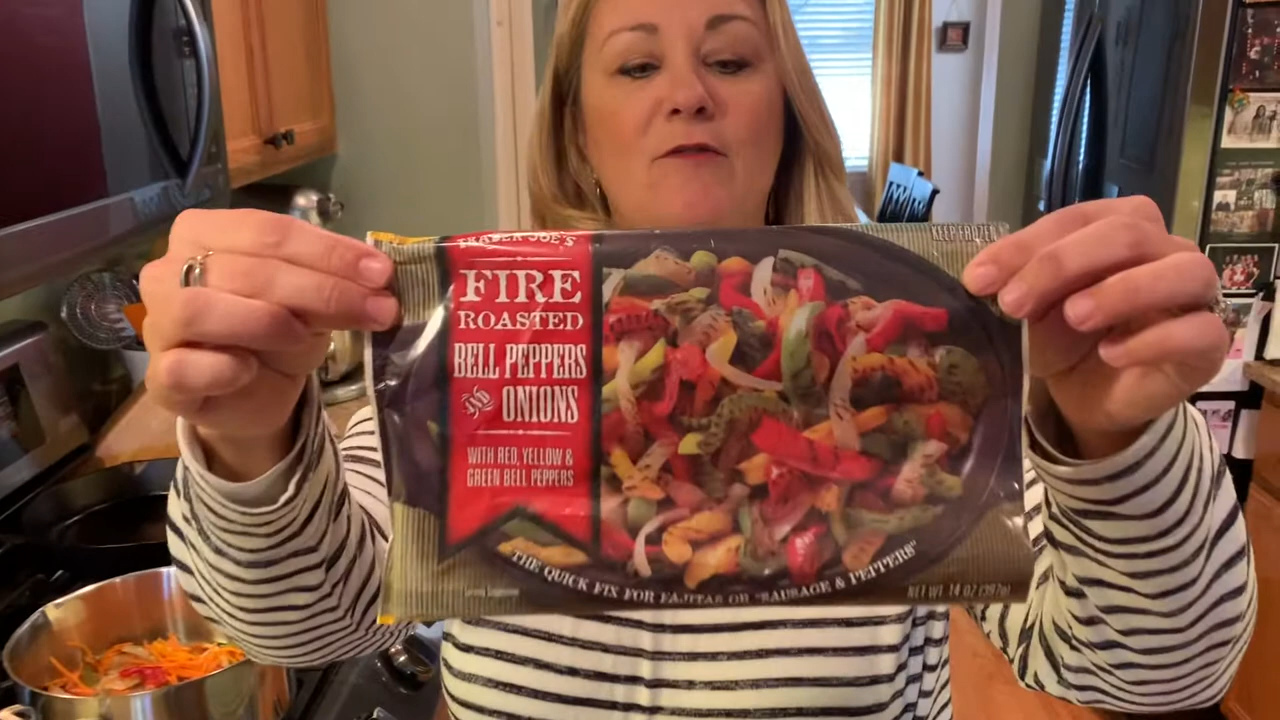 TRADER JOE'S
KEEP FROZEN
FIRE
ROASTED
BELL PEPPERS
AND ONIONS
WITH RED, YELLOW &
GREEN BELL PEPPERS
THE QUICK FIX FOR FAJITAS OR "SAUSAGE & PEPPERS"
NET WT. 14 OZ (397g)